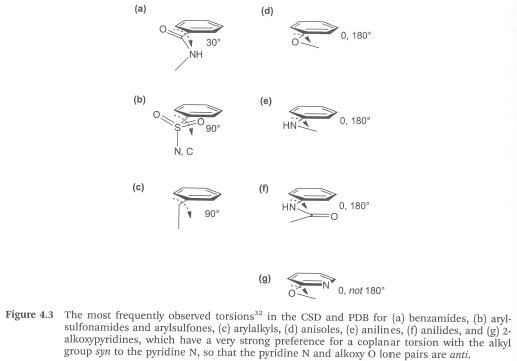 (a)
O
30°
NH
(d)
O
0, 180°
(b)
O
S
O
90°
N, C
(e)
HN
0, 180°
(c)
90°
(f)
HN
O
0, 180°
(g)
N
O
0, not 180°
Figure 4.3 The most frequently observed torsions³² in the CSD and PDB for (a) benzamides, (b) aryl-
sulfonamides and arylsulfones, (c) arylalkyls, (d) anisoles, (e) anilines, (f) anilides, and (g) 2-
alkoxypyridines, which have a very strong preference for a coplanar torsion with the alkyl
group syn to the pyridine N, so that the pyridine N and alkoxy O lone pairs are anti.